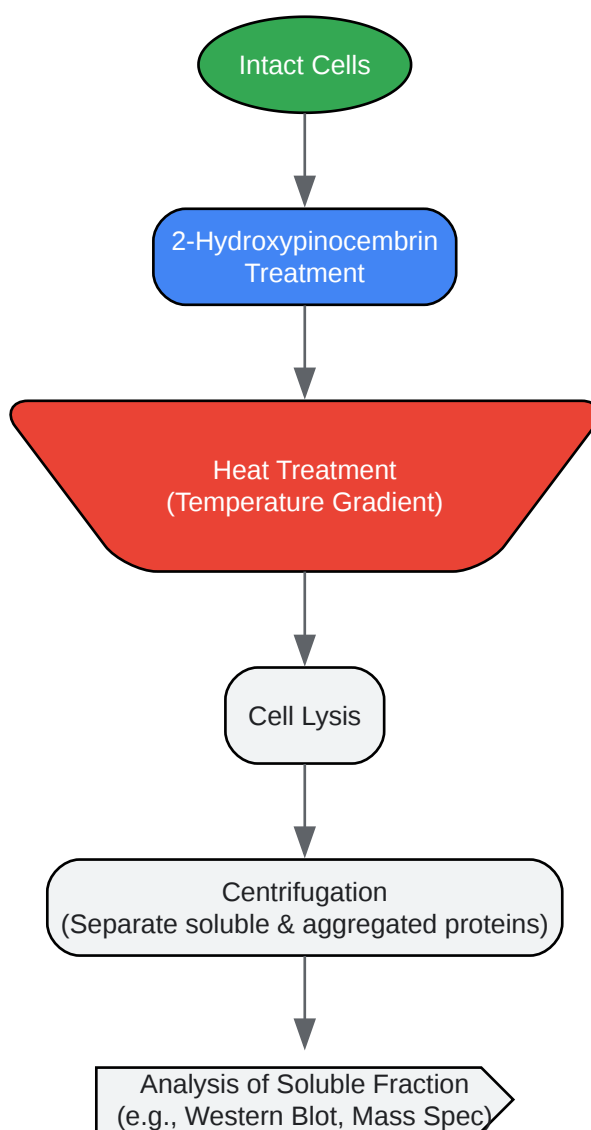 Intact Cells
2-Hydroxypinocembrin
Treatment
Heat Treatment
(Temperature Gradient)
Cell Lysis
Centrifugation
(Separate soluble & aggregated proteins)
Analysis of Soluble Fraction
(e.g., Western Blot, Mass Spec)